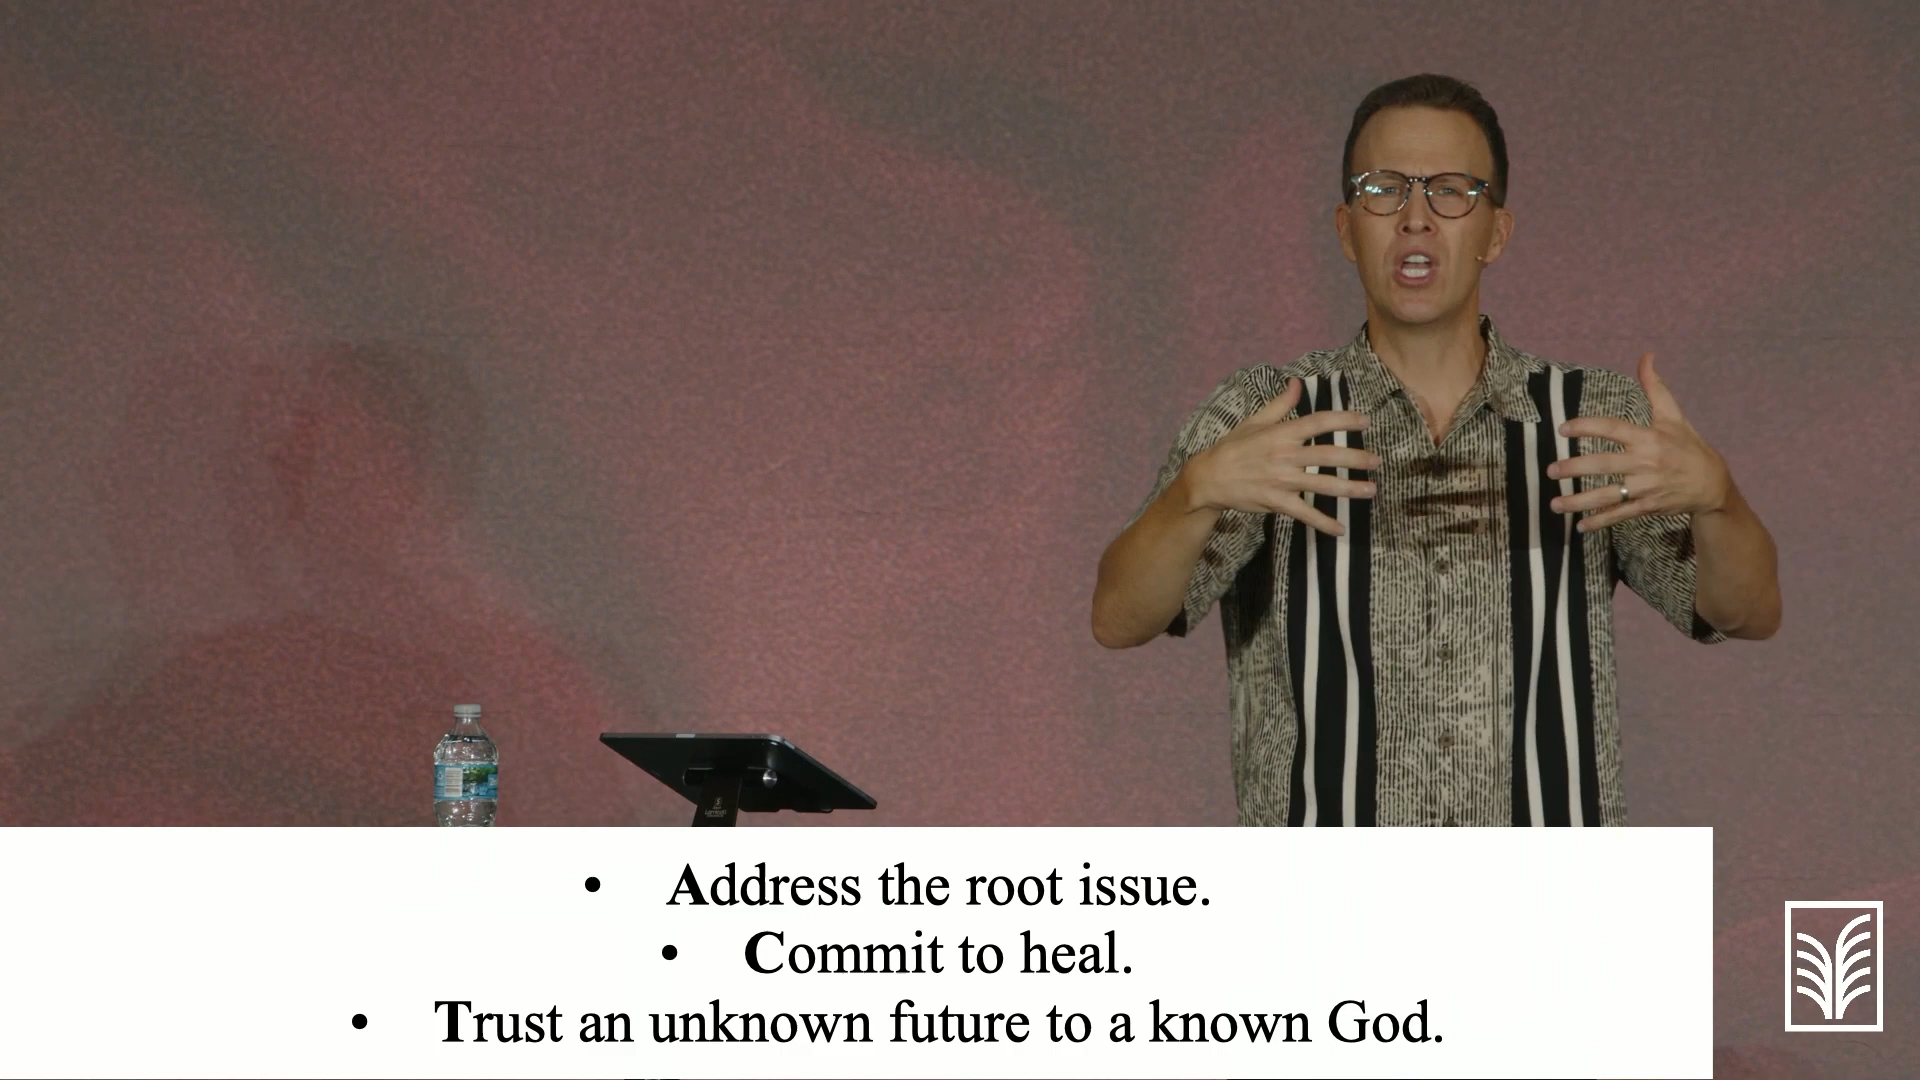 • Address the root issue.
• Commit to heal.
• Trust an unknown future to a known God.